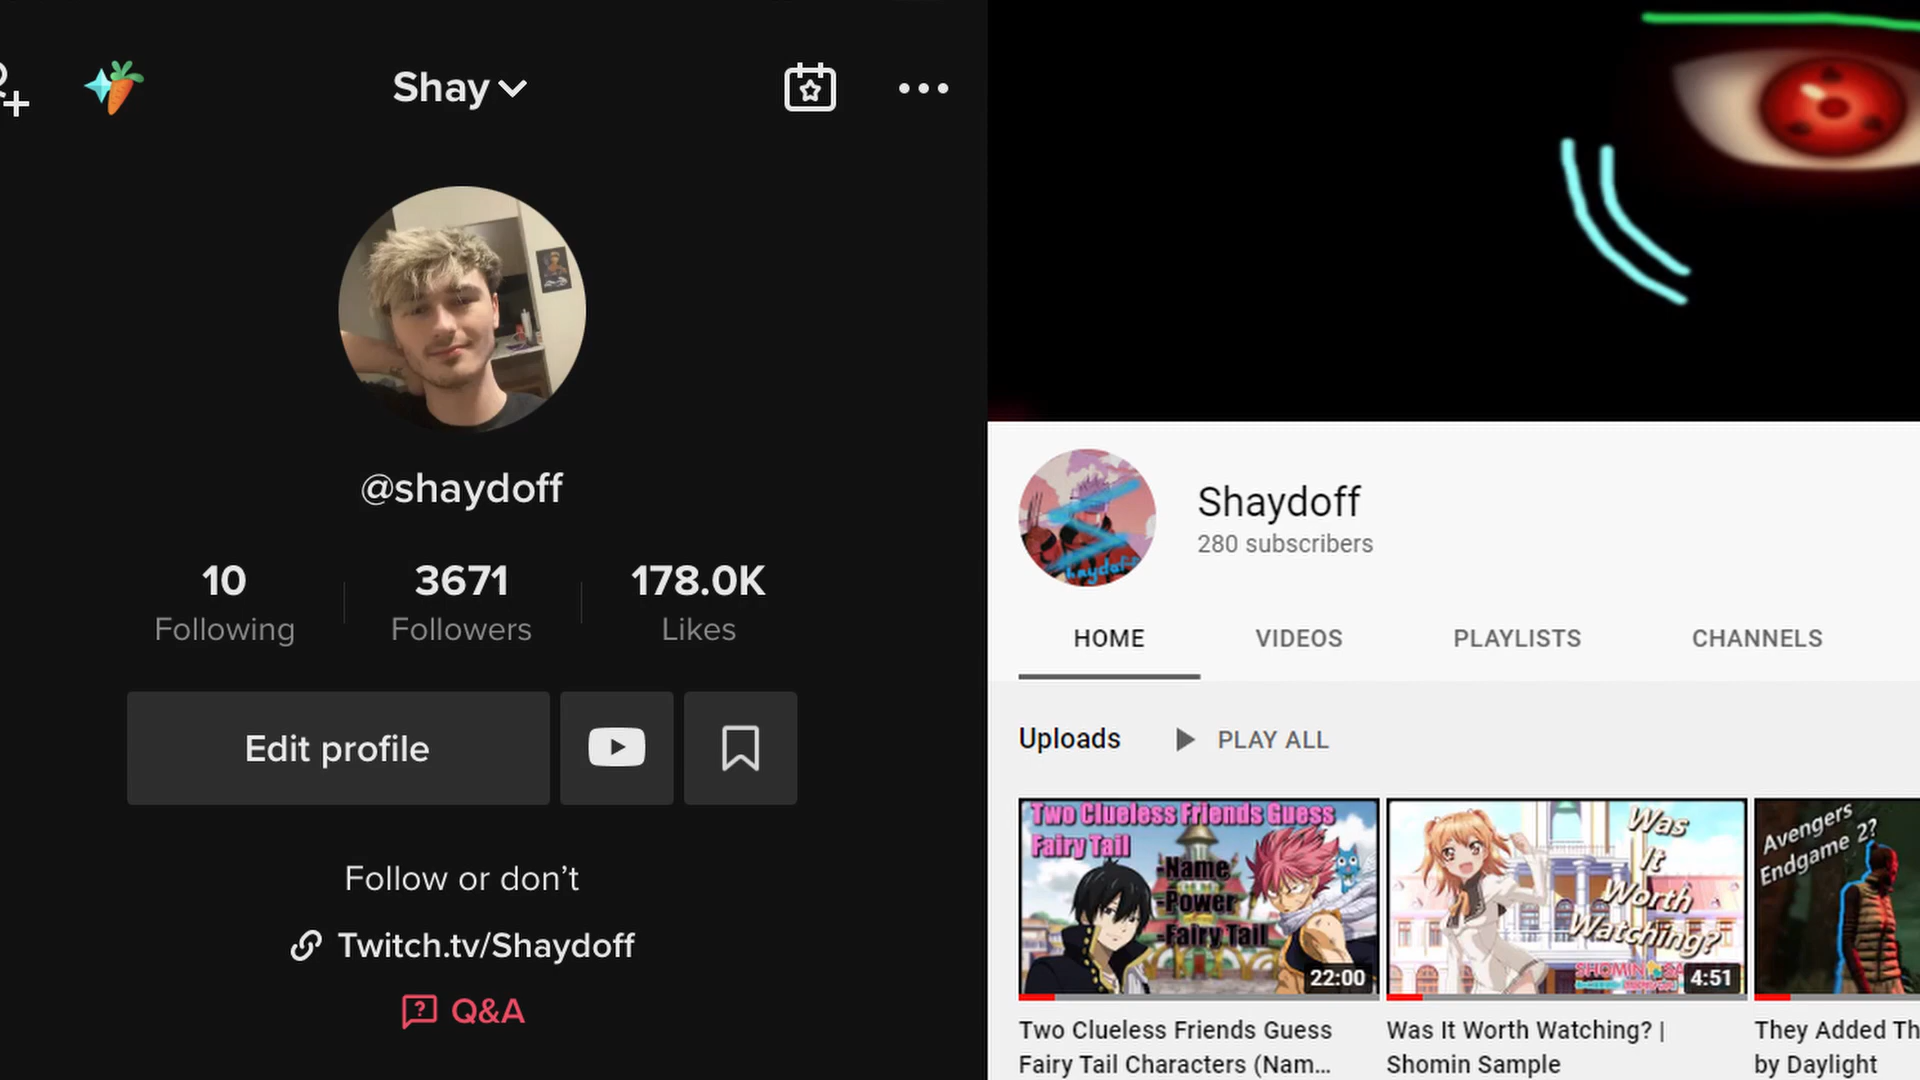 Shay
@shaydoff
10
Following
3671
Followers
178.0K
Likes
Edit profile
Follow or don't
Twitch.tv/Shaydoff
Q&A
Shaydoff
Shaydoff
280 subscribers
HOME
VIDEOS
PLAYLISTS
CHANNELS
Uploads
PLAY ALL
Two Clueless Friends Guess
Fairy Tail
-Name
-Power
-Fairy Tail
22:00
Was
It
Worth
Watching?
SHOMIN SA
4:51
Avengers
Endgame 2?
Two Clueless Friends Guess
Fairy Tail Characters (Nam...
Was It Worth Watching? |
Shomin Sample
They Added Th
by Daylight